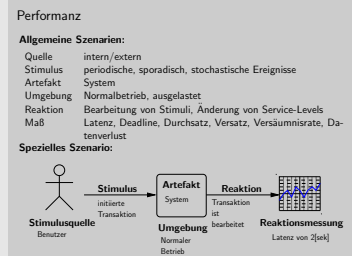 Performanz
Allgemeine Szenarien:
Quelle intern/extern
Stimulus periodische, sporadisch, stochastische Ereignisse
Artefakt System
Umgebung Normalbetrieb, ausgelastet
Reaktion Bearbeitung von Stimuli, Änderung von Service-Levels
Maß Latenz, Deadline, Durchsatz, Versatz, Versäumnisrate, Da-
tenverlust
Spezielles Szenario:
Stimulus
initiierte
Transaktion
Artefakt
System
Reaktion
Transaktion
ist
bearbeitet
Stimulusquelle
Benutzer
Umgebung
Normaler
Betrieb
Reaktionsmessung
Latenz von 2[sek]